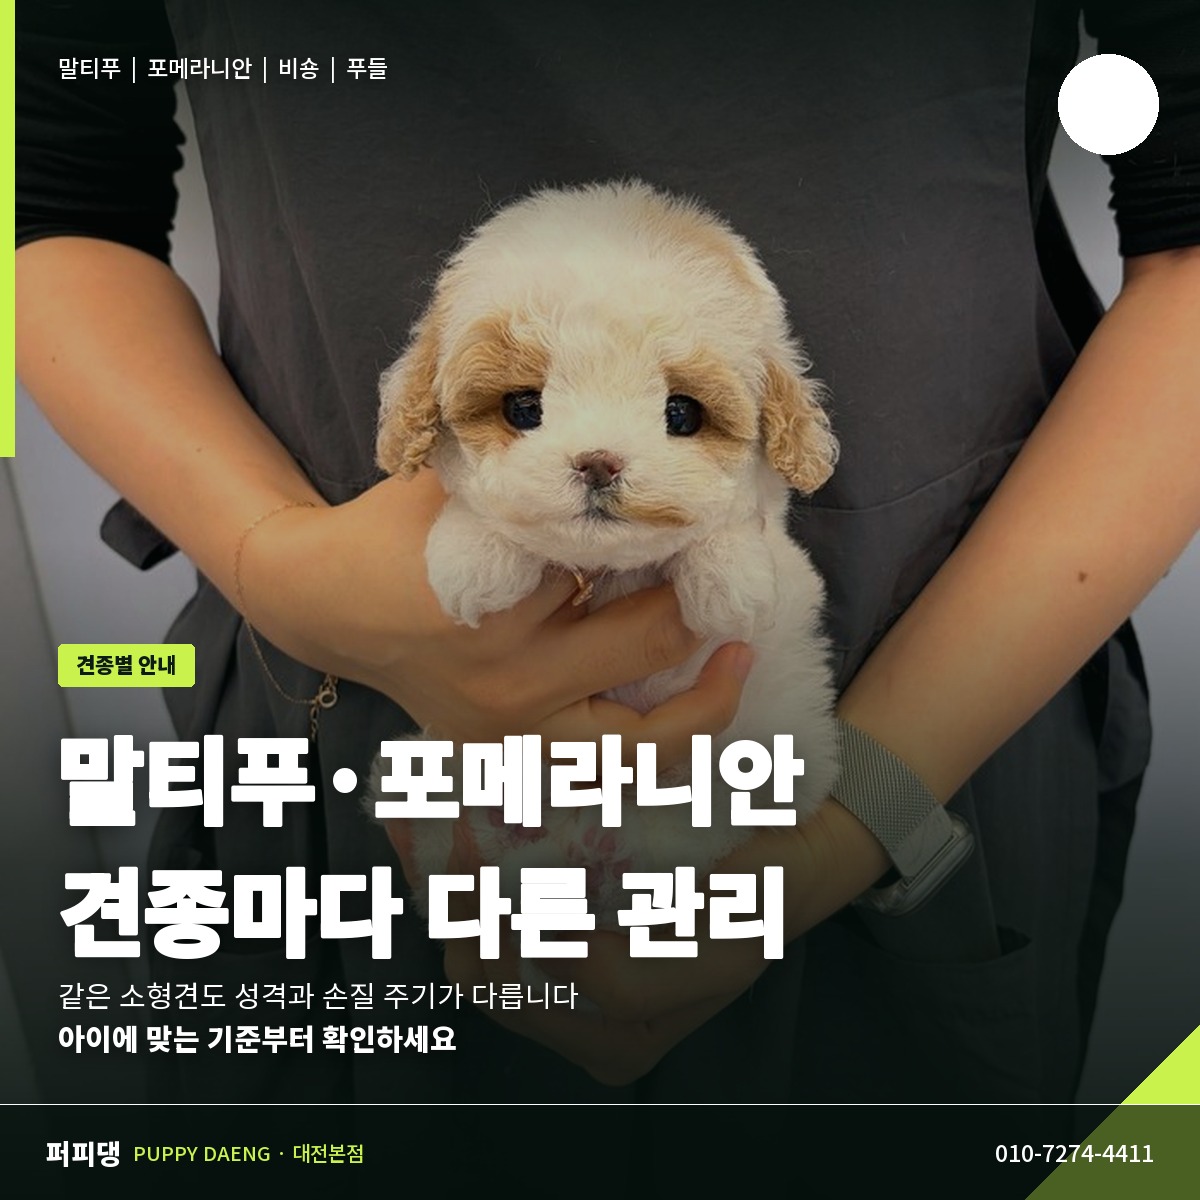 말티푸 | 포메라니안 | 비숑 | 푸들
견종별 안내
말티푸·포메라니안
견종마다 다른 관리
같은 소형견도 성격과 손질 주기가 다릅니다
아이에 맞는 기준부터 확인하세요
퍼피댕 PUPPY DAENG · 대전본점
010-7274-4411